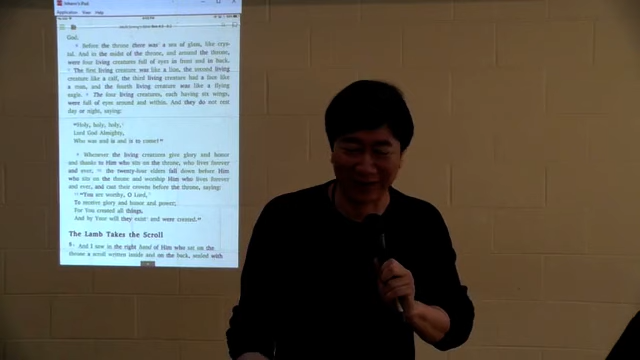 Application View Help
God.
Before the throne there was a sea of glass, like crys-
tal. And in the midst of the throne, and around the throne,
were four living creatures full of eyes in front and in back.
The first living creature was like a lion, the second living
creature like a calf, the third living creature had a face like
a man, and the fourth living creature was like a flying
eagle. The four living creatures, each having six wings,
were full of eyes around and within. And they do not rest
day or night, saying:
"Holy, holy, holy,
Lord God Almighty,
Who was and is and is to come!"
Whenever the living creatures give glory and honor
and thanks to Him who sits on the throne, who lives forever
and ever, the twenty-four elders fall down before Him
who sits on the throne and worship Him who lives forever
and ever, and cast their crowns before the throne, saying:
"You are worthy, O Lord,
To receive glory and honor and power;
For You created all things,
And by Your will they exist and were created."
The Lamb Takes the Scroll
And I saw in the right hand of Him who sat on the
throne a scroll written inside and on the back, sealed with